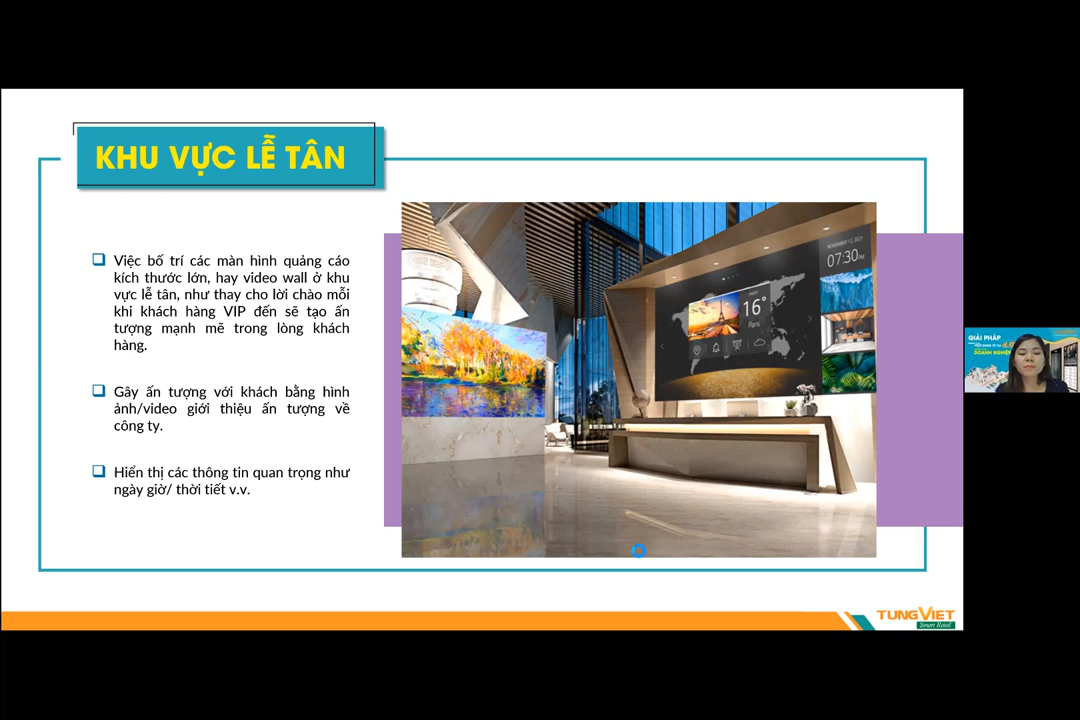 KHU VỰC LỄ TÂN
Việc bố trí các màn hình quảng cáo
kích thước lớn, hay video wall ở khu
vực lễ tân, như thay cho lời chào mỗi
khi khách hàng VIP đến sẽ tạo ấn
tượng mạnh mẽ trong lòng khách
hàng.
Gây ấn tượng với khách bằng hình
ảnh/video giới thiệu ấn tượng về
công ty.
Hiển thị các thông tin quan trọng như
ngày giờ/ thời tiết v.v.
NOVEMBER 12, 2021
07:30 PM
16°
Paris
GIẢI PHÁP
DOANH NGHIỆP
TUNGVIET
Smart Retail